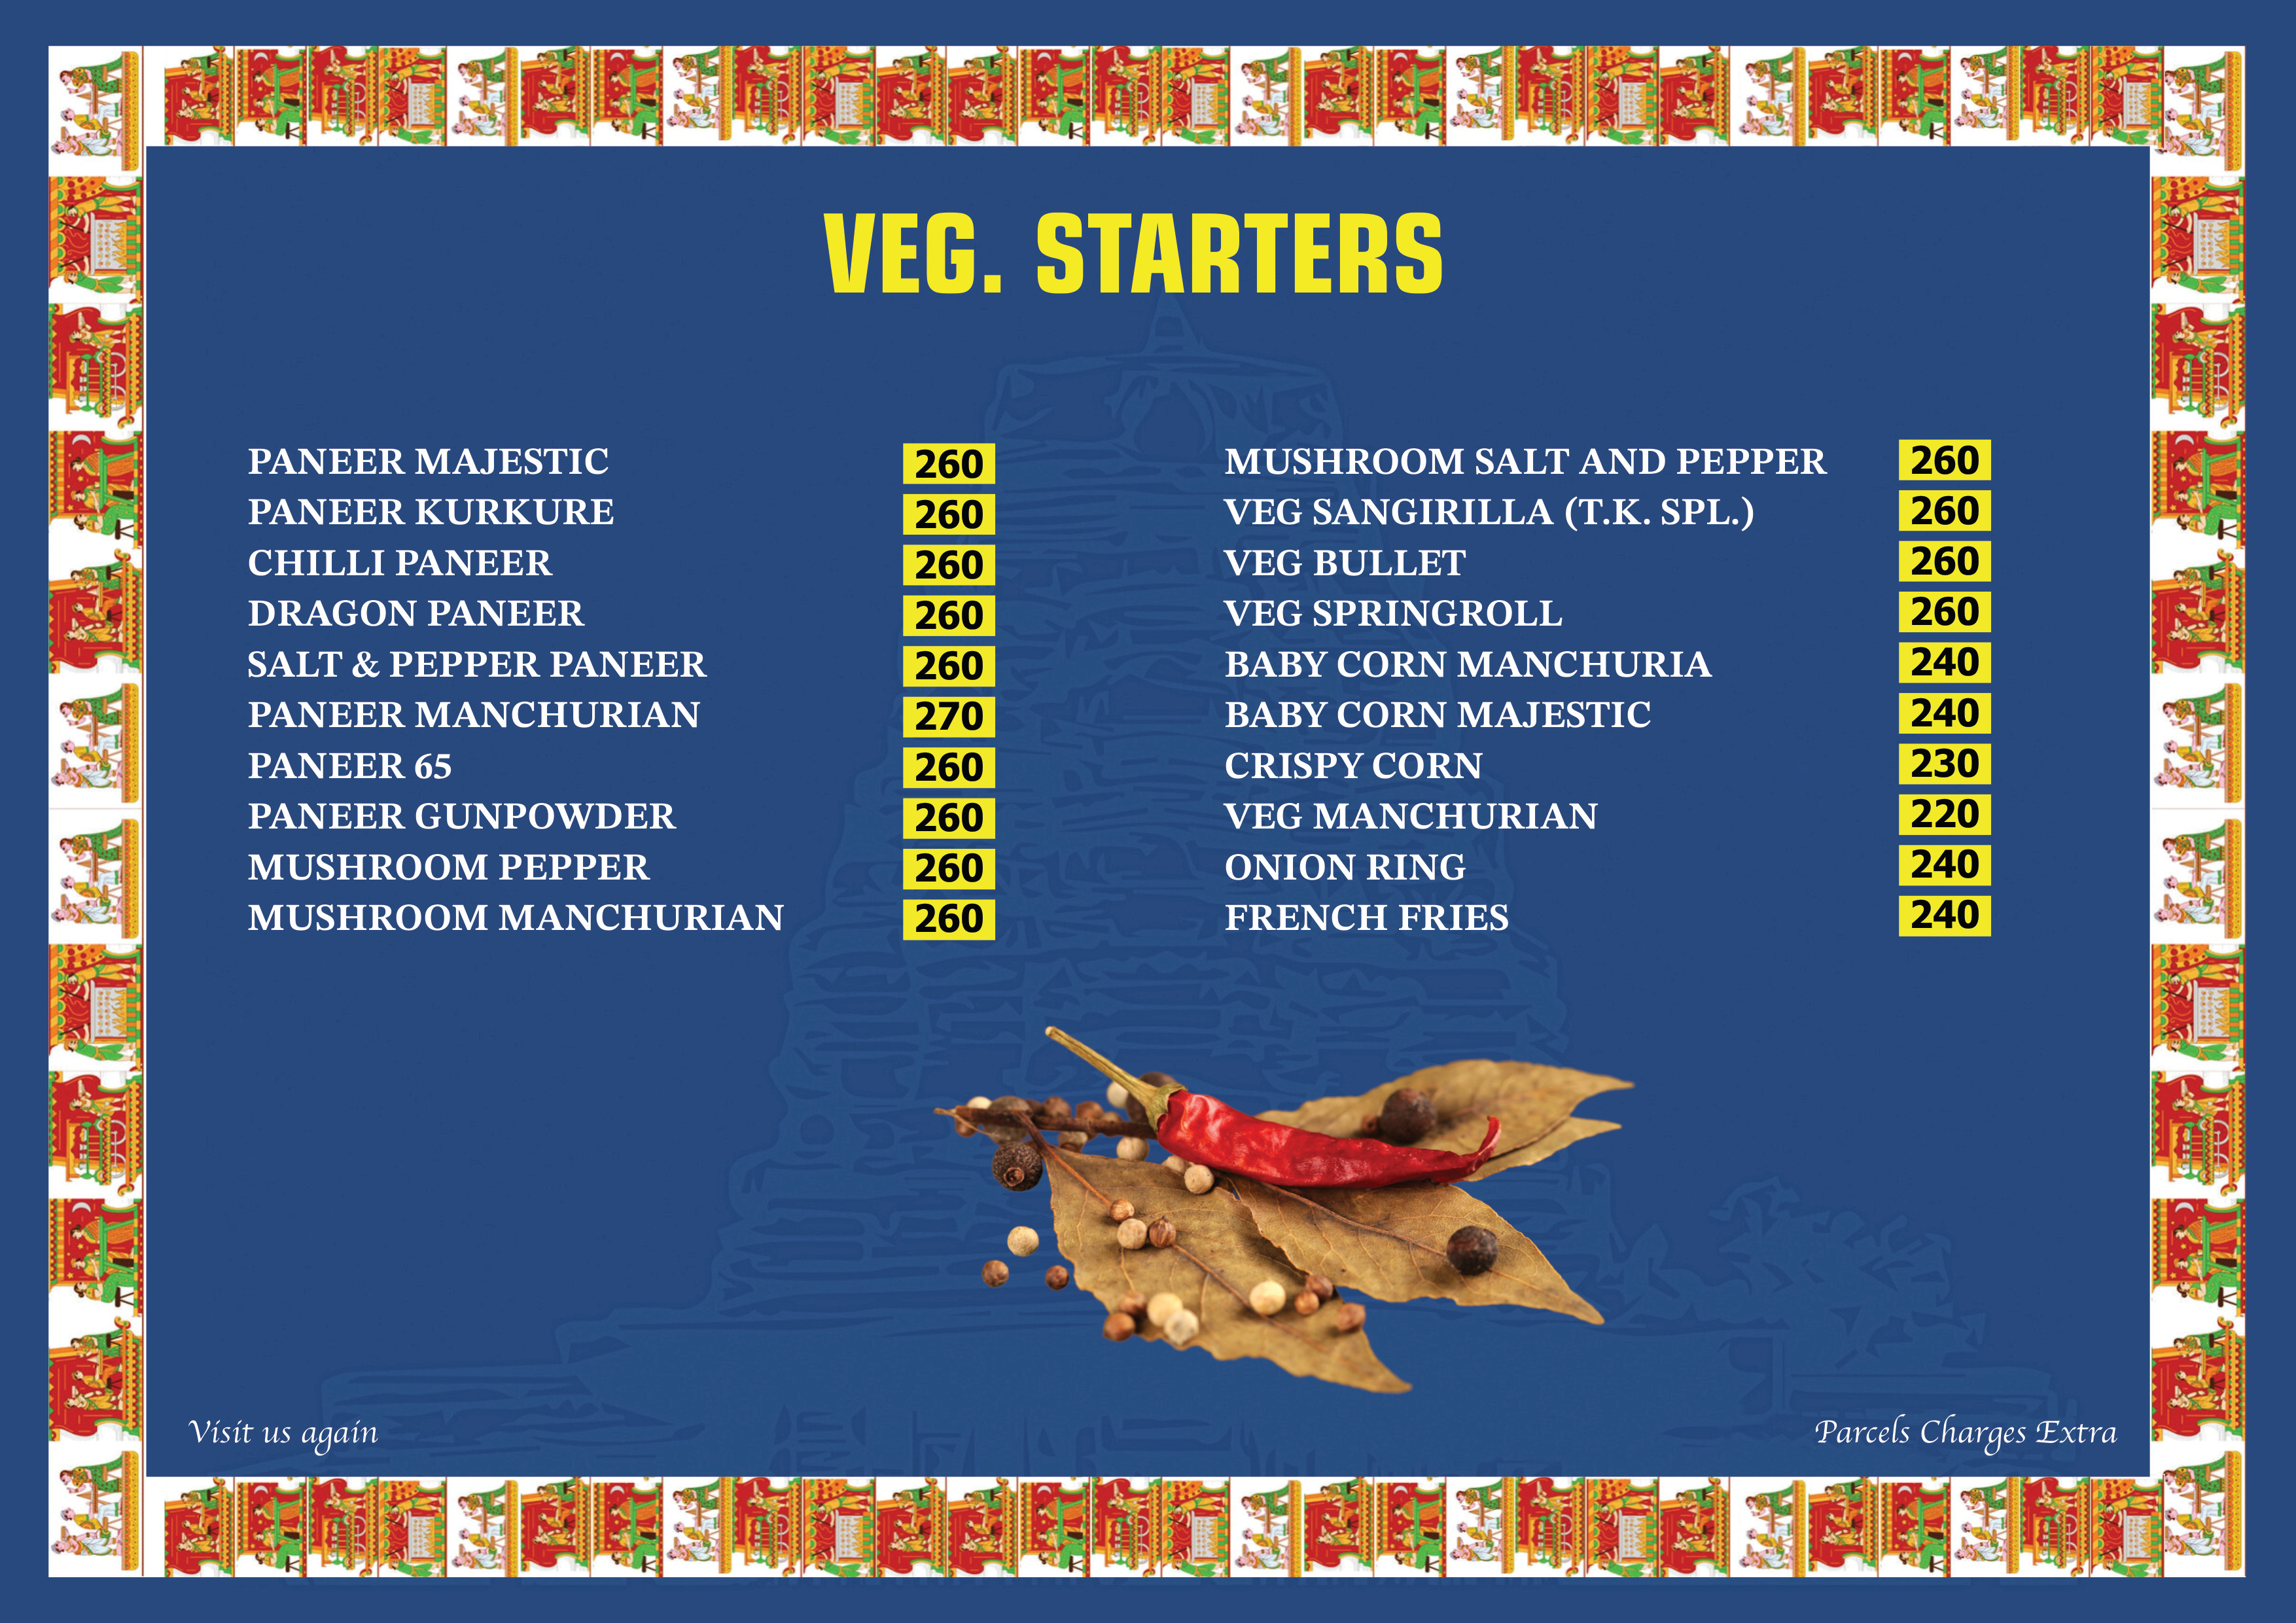 VEG. STARTERS
PANEER MAJESTIC 260
PANEER KURKURE 260
CHILLI PANEER 260
DRAGON PANEER 260
SALT & PEPPER PANEER 260
PANEER MANCHURIAN 270
PANEER 65 260
PANEER GUNPOWDER 260
MUSHROOM PEPPER 260
MUSHROOM MANCHURIAN 260
MUSHROOM SALT AND PEPPER 260
VEG SANGIRILLA (T.K. SPL.) 260
VEG BULLET 260
VEG SPRINGROLL 260
BABY CORN MANCHURIA 240
BABY CORN MAJESTIC 240
CRISPY CORN 230
VEG MANCHURIAN 220
ONION RING 240
FRENCH FRIES 240
Visit us again
Parcels Charges Extra